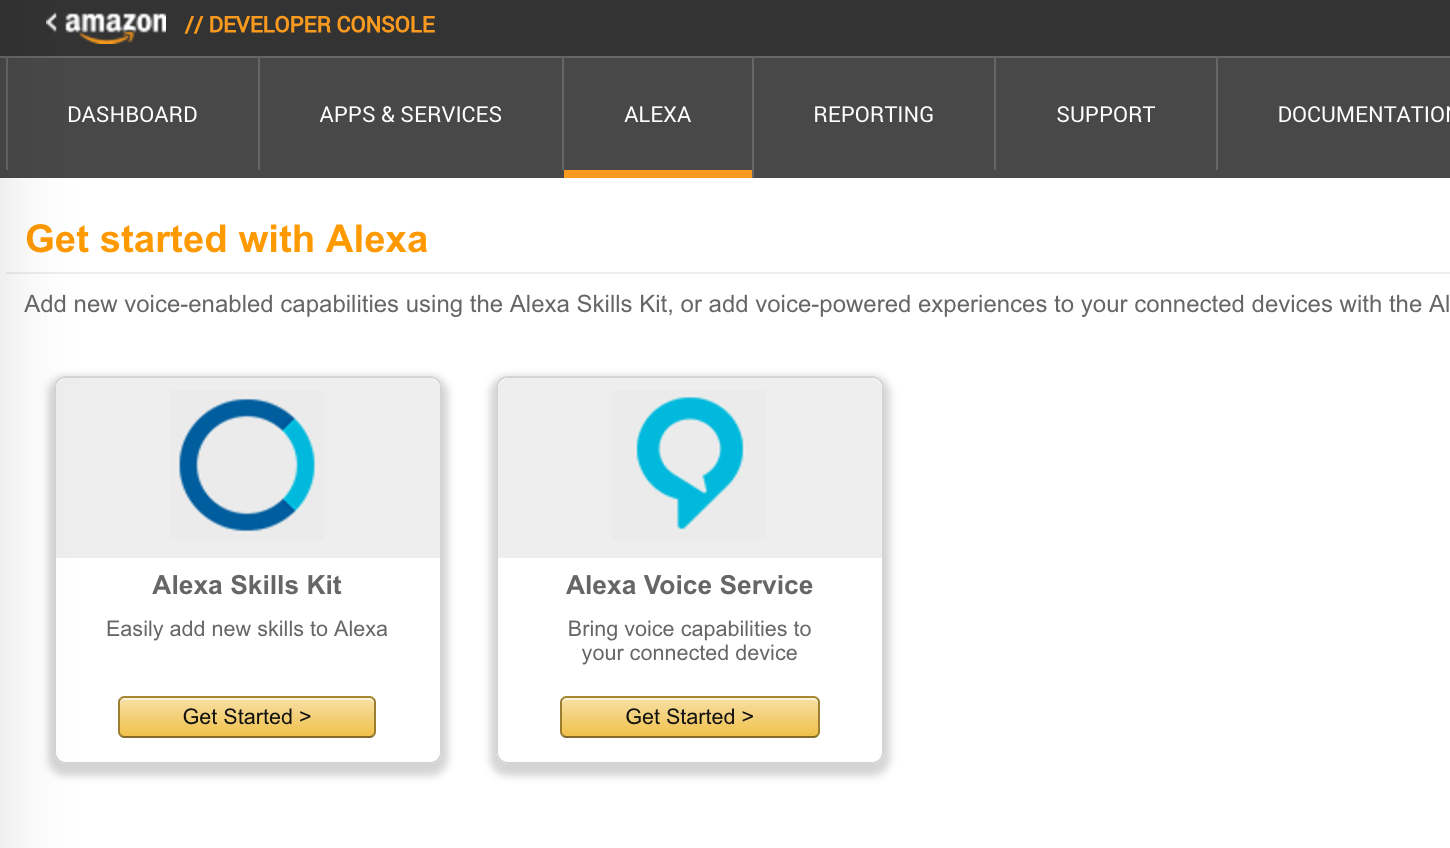 < amazon // DEVELOPER CONSOLE
DASHBOARD APPS & SERVICES ALEXA REPORTING SUPPORT
Get started with Alexa
Add new voice-enabled capabilities using the Alexa Skills Kit, or add voice-powered experiences to your connected devices with the
Alexa Skills Kit
Easily add new skills to Alexa
Get Started >
Alexa Voice Service
Bring voice capabilities to
your connected device
Get Started >